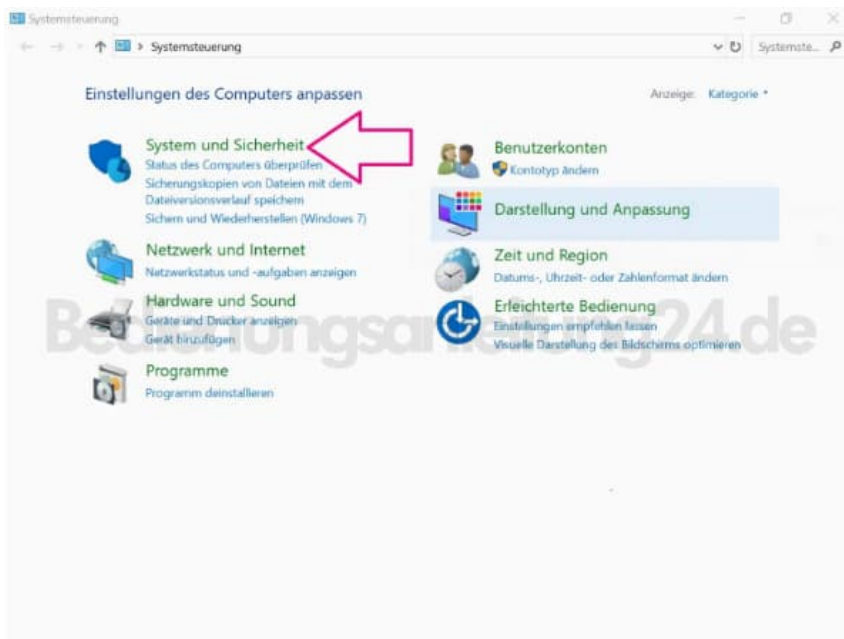 Systemsteuerung
Systemsteuerung
Systemste...
Einstellungen des Computers anpassen
Anzeige: Kategorie
System und Sicherheit
Status des Computers überprüfen
Sicherungskopien von Dateien mit dem
Dateiversionsverlauf speichern
Sichern und Wiederherstellen (Windows 7)
Netzwerk und Internet
Netzwerkstatus und -aufgaben anzeigen
Hardware und Sound
Geräte und Drucker anzeigen
Gerät hinzufügen
Programme
Programm deinstallieren
Benutzerkonten
Kontotyp ändern
Darstellung und Anpassung
Zeit und Region
Datums-, Uhrzeit- oder Zahlenformat ändern
Erleichterte Bedienung
Einstellungen empfehlen lassen
Visuelle Darstellung des Bildschirms optimieren
Bedienungsanleitung24.de